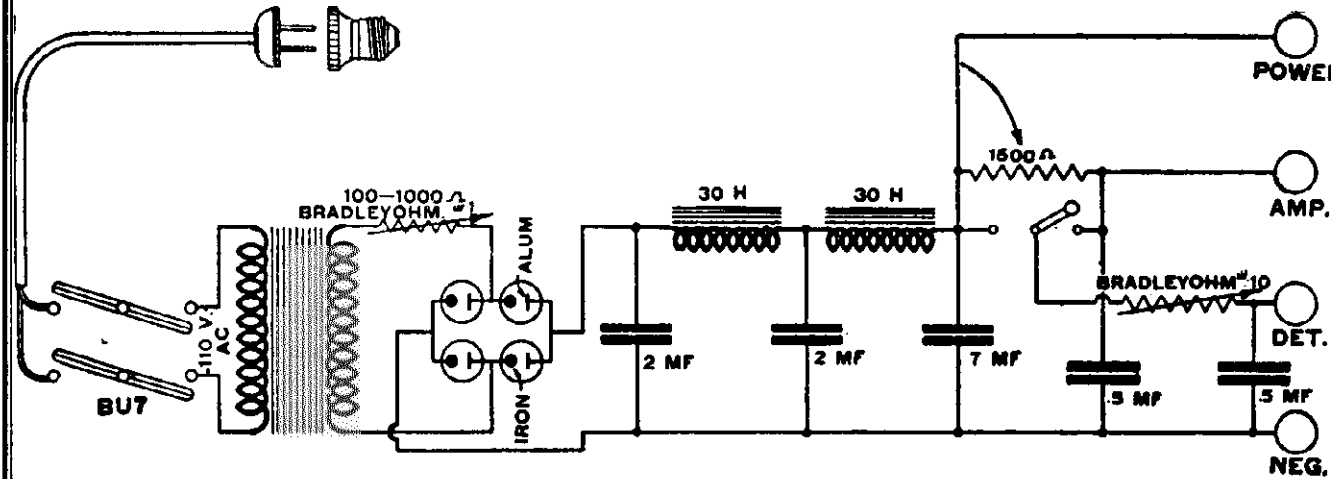 POWER
1500 Ω
AMP.
100–1000 Ω
BRADLEYOHM #1
30 H
30 H
ALUM
BRADLEYOHM #10
110 V.
AC
DET.
2 MF
2 MF
7 MF
.5 MF
.5 MF
BU7
IRON
NEG.